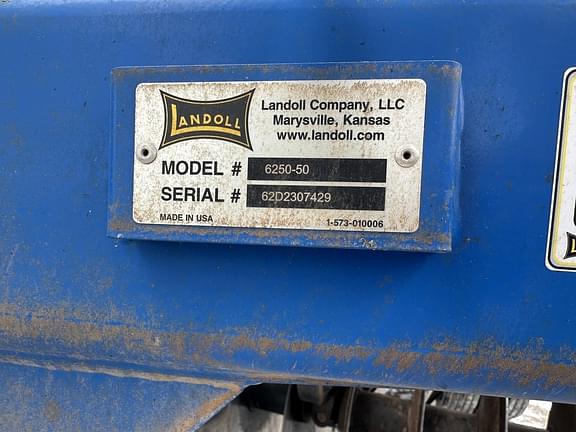 LANDOLL
Landoll Company, LLC
Marysville, Kansas
www.landoll.com
MODEL # 6250-50
SERIAL # 62D2307429
MADE IN USA 1-573-010006